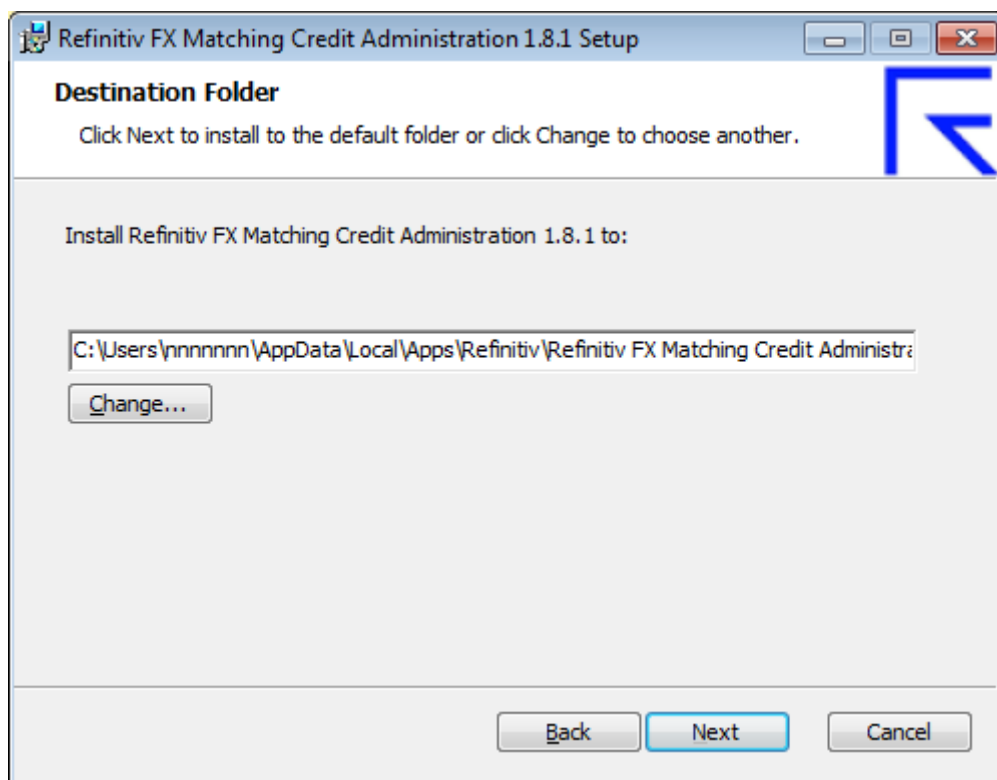 Refinitiv FX Matching Credit Administration 1.8.1 Setup
Destination Folder
Click Next to install to the default folder or click Change to choose another.
Install Refinitiv FX Matching Credit Administration 1.8.1 to:
C:\Users\nnnnnnn\AppData\Local\Apps\Refinitiv\Refinitiv FX Matching Credit Administra
Change...
Back Next Cancel